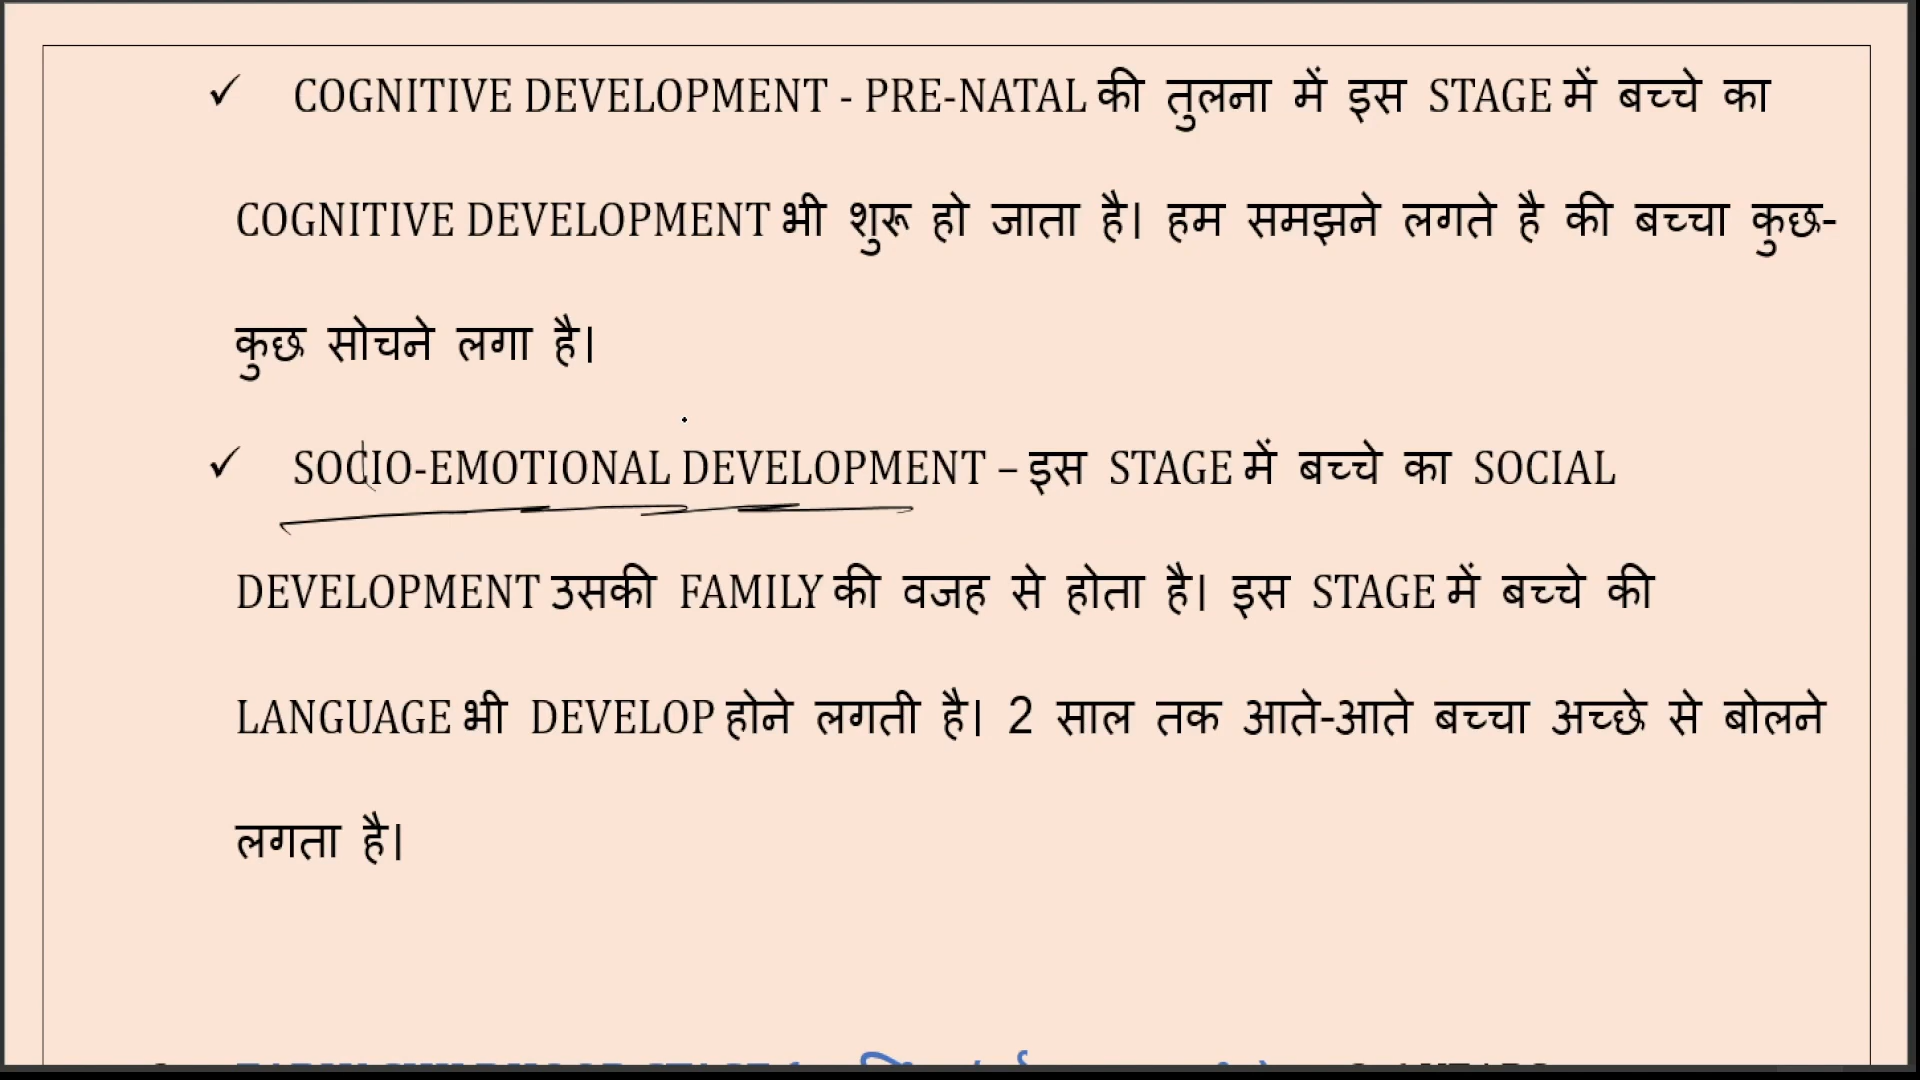 ✓ COGNITIVE DEVELOPMENT - PRE-NATAL की तुलना में इस STAGE में बच्चे का
COGNITIVE DEVELOPMENT भी शुरू हो जाता है। हम समझने लगते है की बच्चा कुछ-
कुछ सोचने लगा है।
✓ SOCIO-EMOTIONAL DEVELOPMENT – इस STAGE में बच्चे का SOCIAL
DEVELOPMENT उसकी FAMILY की वजह से होता है। इस STAGE में बच्चे की
LANGUAGE भी DEVELOP होने लगती है। 2 साल तक आते-आते बच्चा अच्छे से बोलने
लगता है।